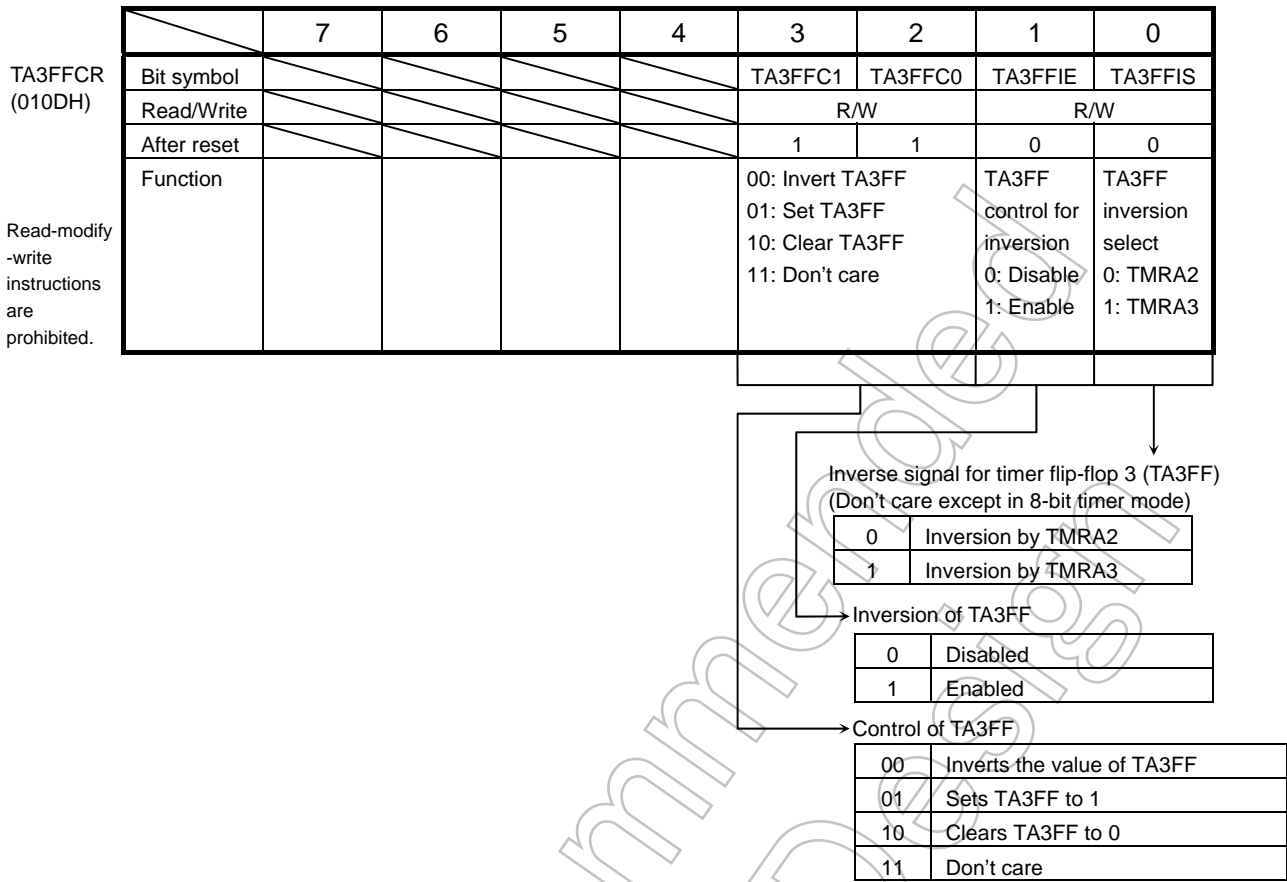 7 6 5 4 3 2 1 0
TA3FFCR
(010DH)
Bit symbol TA3FFC1 TA3FFC0 TA3FFIE TA3FFIS
Read/Write R/W R/W
After reset 1 1 0 0
Function 00: Invert TA3FF TA3FF TA3FF
01: Set TA3FF control for inversion
10: Clear TA3FF inversion select
11: Don't care 0: Disable 0: TMRA2
1: Enable 1: TMRA3
Read-modify
-write
instructions
are
prohibited.
Inverse signal for timer flip-flop 3 (TA3FF)
(Don't care except in 8-bit timer mode)
0 Inversion by TMRA2
1 Inversion by TMRA3
Inversion of TA3FF
0 Disabled
1 Enabled
Control of TA3FF
00 Inverts the value of TA3FF
01 Sets TA3FF to 1
10 Clears TA3FF to 0
11 Don't care
mmended
Design